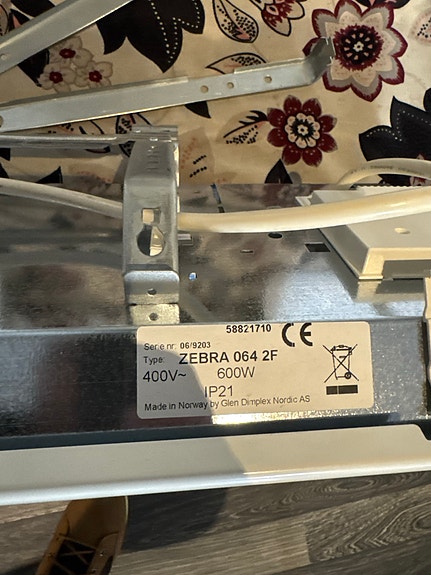 58821710 CE
Serie nr: 06/9203
Type: ZEBRA 064 2F
400V~ 600W
IP21
Made in Norway by Glen Dimplex Nordic AS